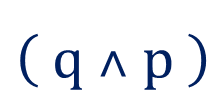 ( q ∧ p )